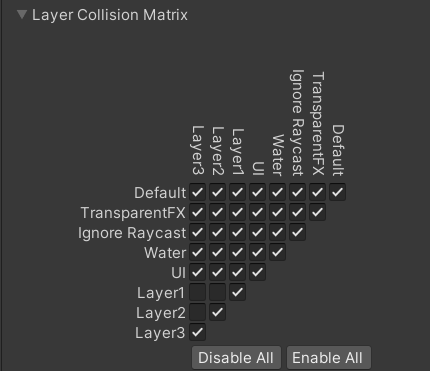 Layer Collision Matrix
Layer3
Layer2
Layer1
UI
Water
Ignore Raycast
TransparentFX
Default
Default
TransparentFX
Ignore Raycast
Water
UI
Layer1
Layer2
Layer3
Disable All
Enable All